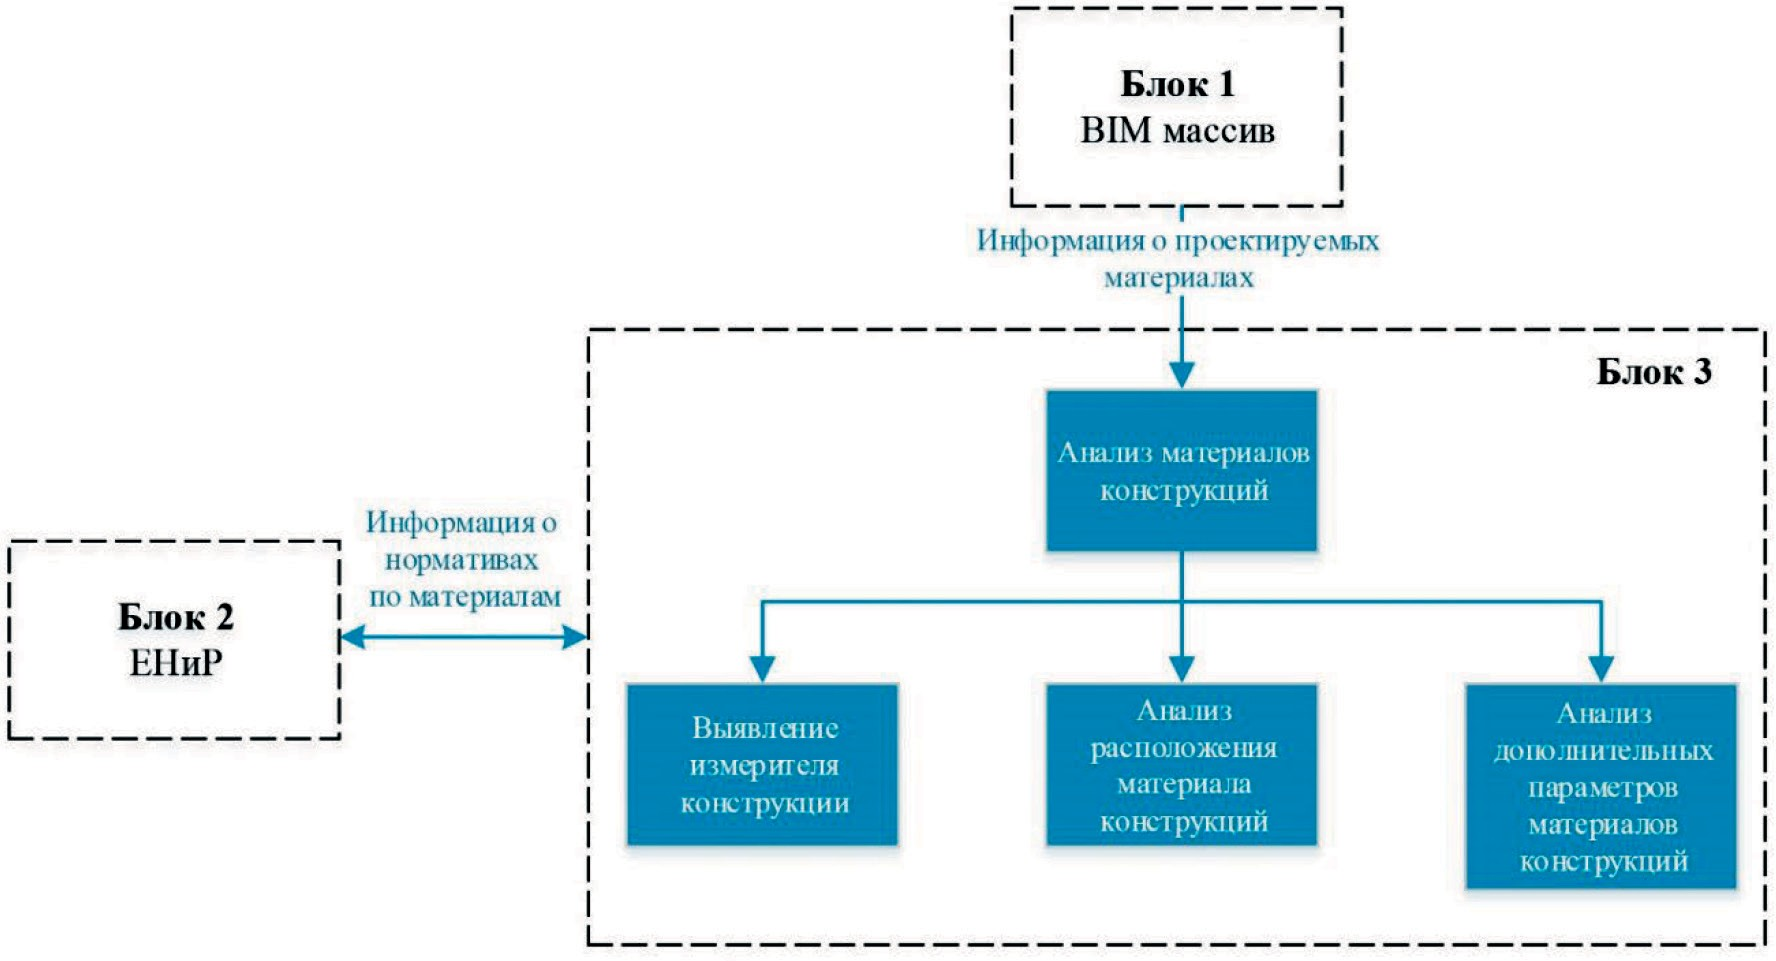 Блок 1
BIM массив
Информация о проектируемых
материалах
Блок 3
Анализ материалов
конструкций
Информация о
нормативах
по материалам
Блок 2
ЕНиР
Выявление
измерителя
конструкции
Анализ
расположения
материала
конструкций
Анализ
дополнительных
параметров
материалов
конструкций